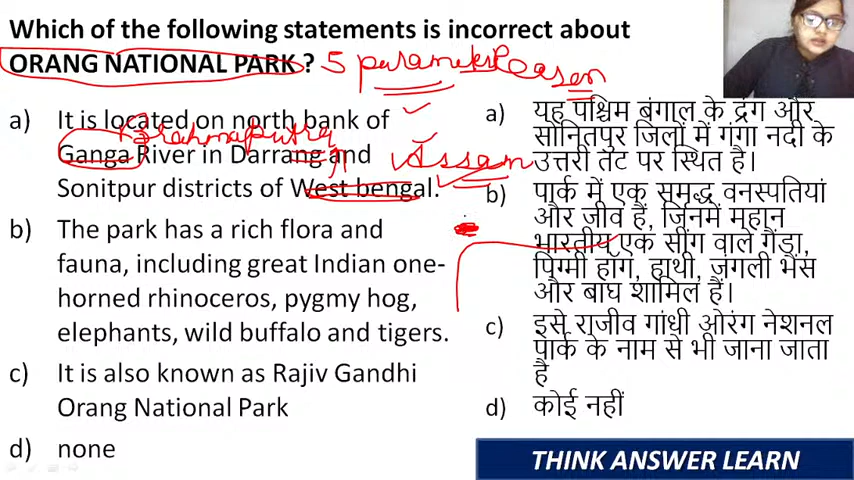 Which of the following statements is incorrect about
ORANG NATIONAL PARK ? 5 parameter Reason
a) It is located on north bank of
Brahmaputra
Ganga River in Darrang and Assam
Sonitpur districts of West bengal.
b) The park has a rich flora and
fauna, including great Indian one-
horned rhinoceros, pygmy hog,
elephants, wild buffalo and tigers.
c) It is also known as Rajiv Gandhi
Orang National Park
d) none
a) यह पश्चिम बंगाल के द्रंग और
सोनितपुर जिलों में गंगा नदी के
उत्तरी तट पर स्थित है।
b) पार्क में एक समृद्ध वनस्पतियां
और जीव हैं, जिनमें महान
भारतीय एक सींग वाले गैंडा,
पिग्मी हॉग, हाथी, जंगली भैंस
और बाघ शामिल हैं।
c) इसे राजीव गांधी ओरंग नेशनल
पार्क के नाम से भी जाना जाता
है
d) कोई नहीं
THINK ANSWER LEARN